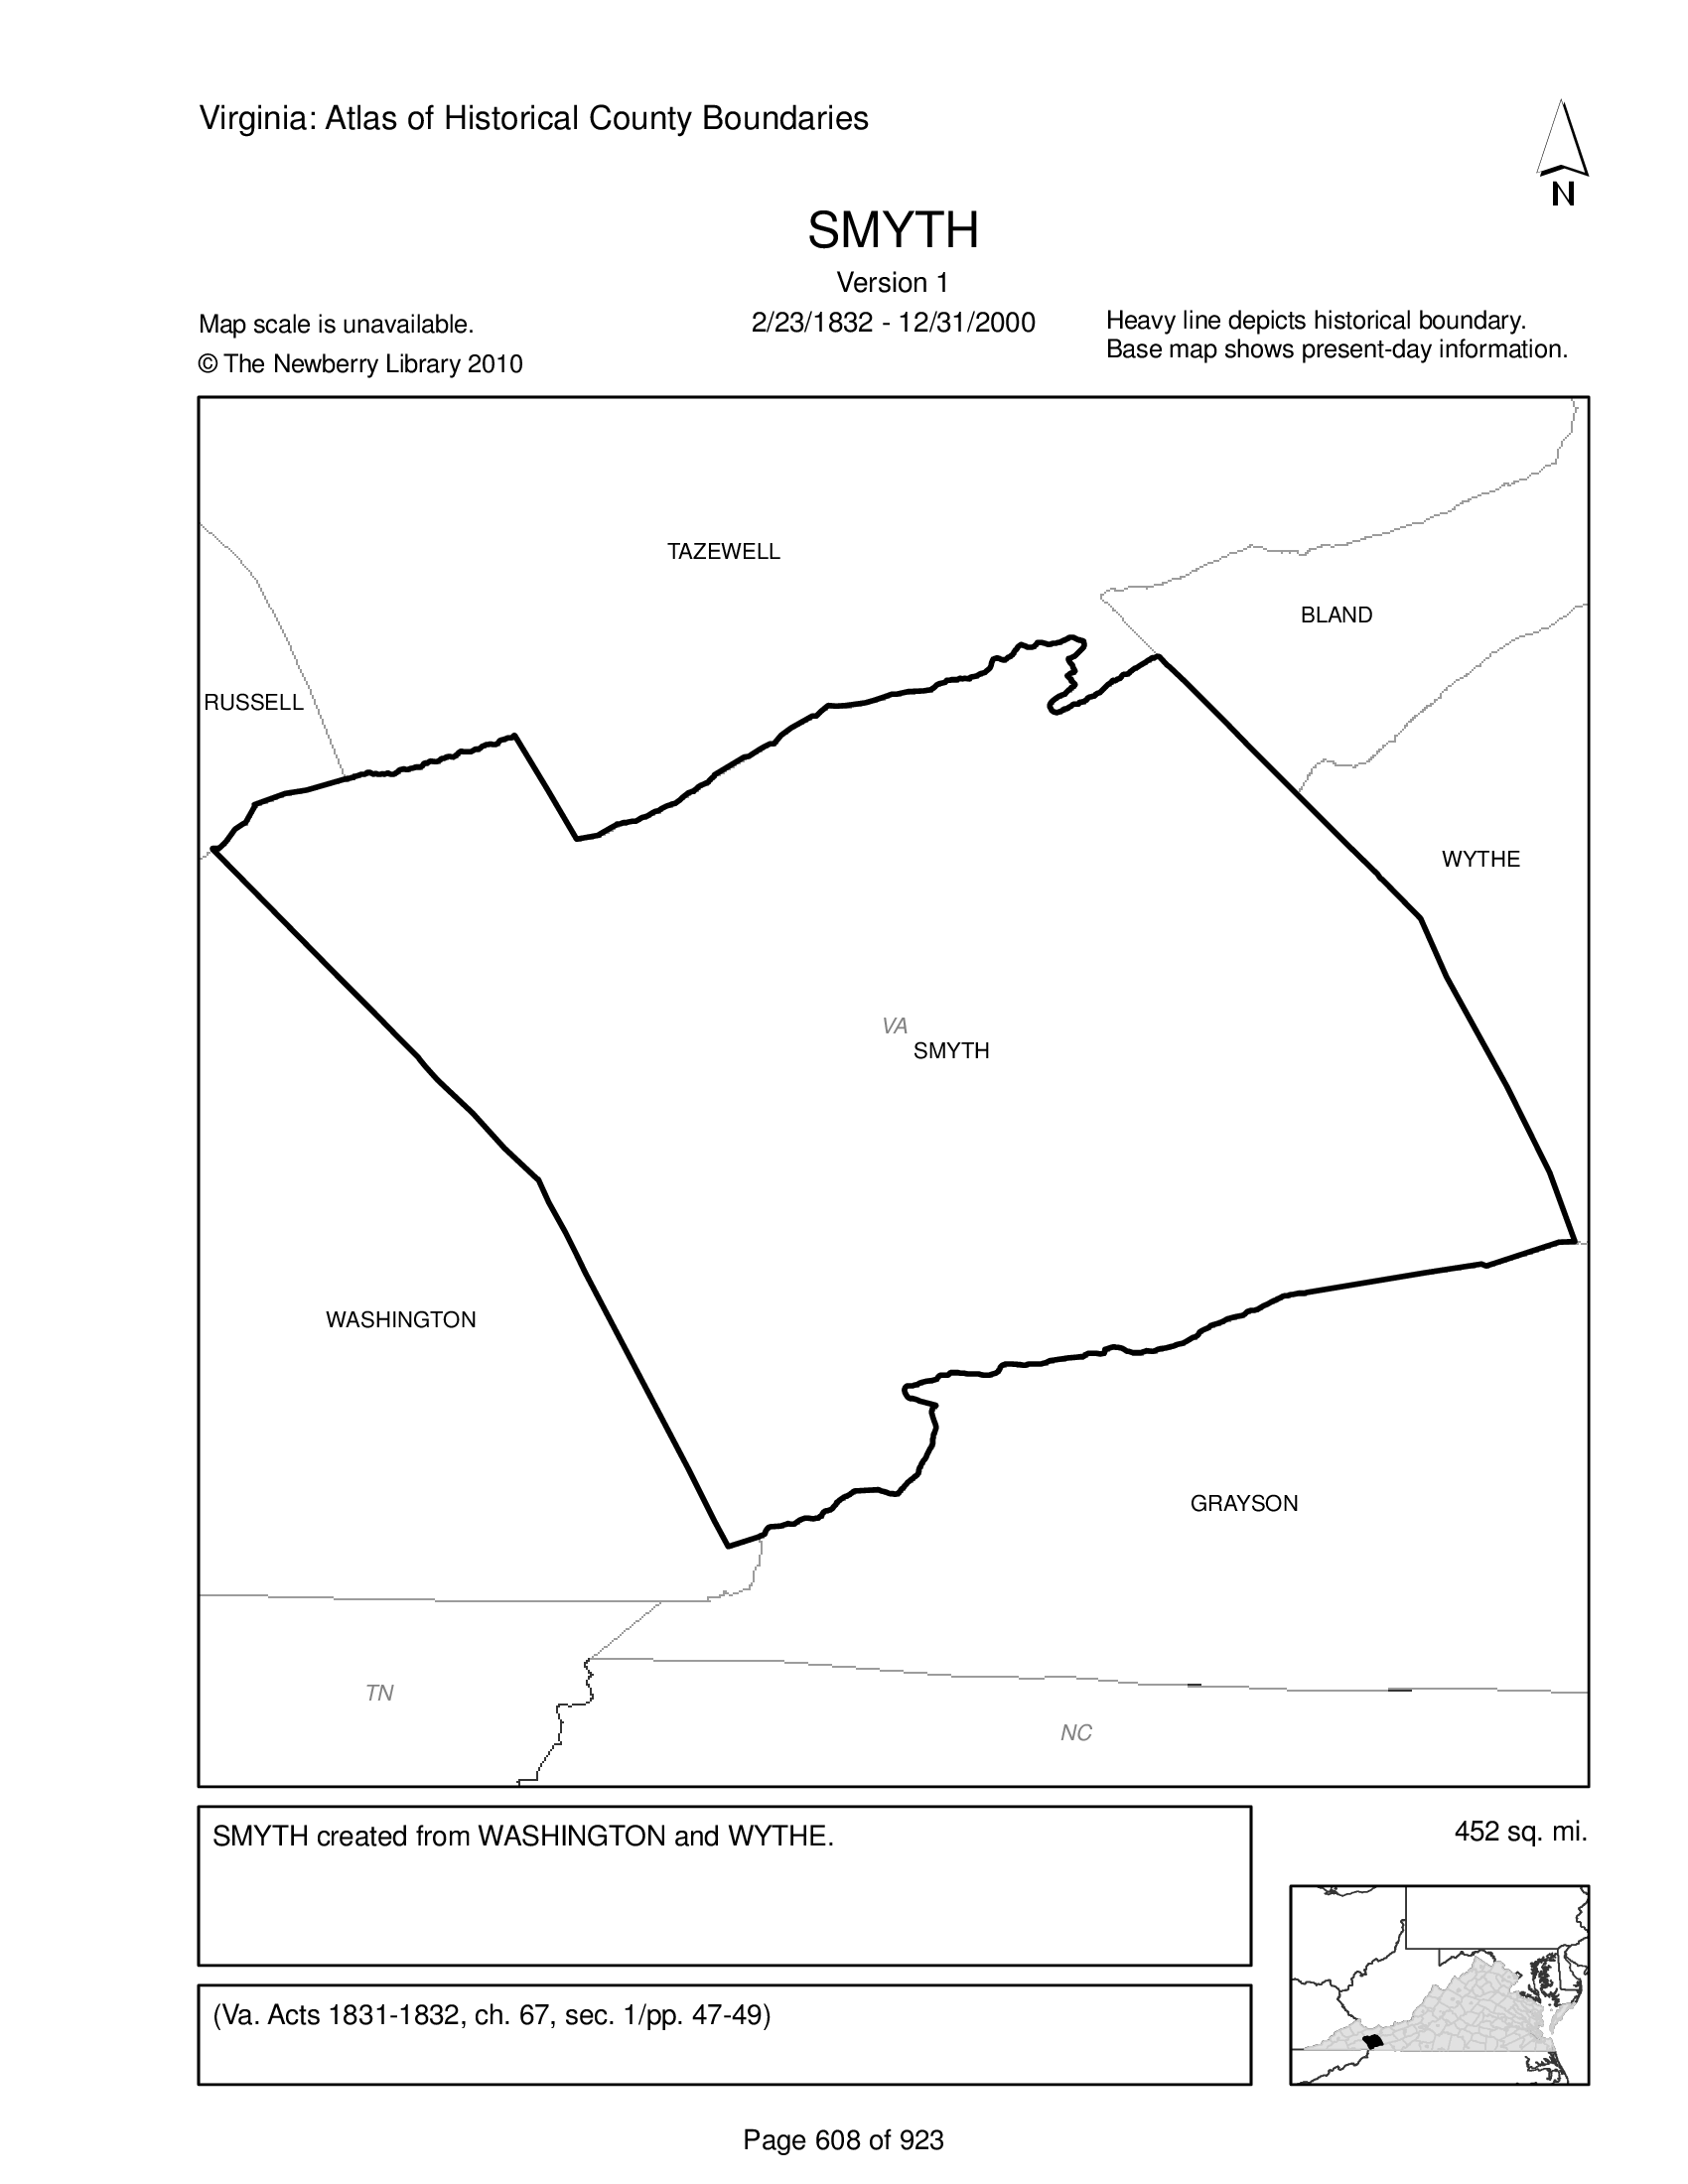 Virginia: Atlas of Historical County Boundaries
N
SMYTH
Version 1
2/23/1832 - 12/31/2000
Map scale is unavailable.
© The Newberry Library 2010
Heavy line depicts historical boundary.
Base map shows present-day information.
TAZEWELL
BLAND
RUSSELL
WYTHE
VA
SMYTH
WASHINGTON
GRAYSON
TN
NC
SMYTH created from WASHINGTON and WYTHE.
452 sq. mi.
(Va. Acts 1831-1832, ch. 67, sec. 1/pp. 47-49)
Page 608 of 923